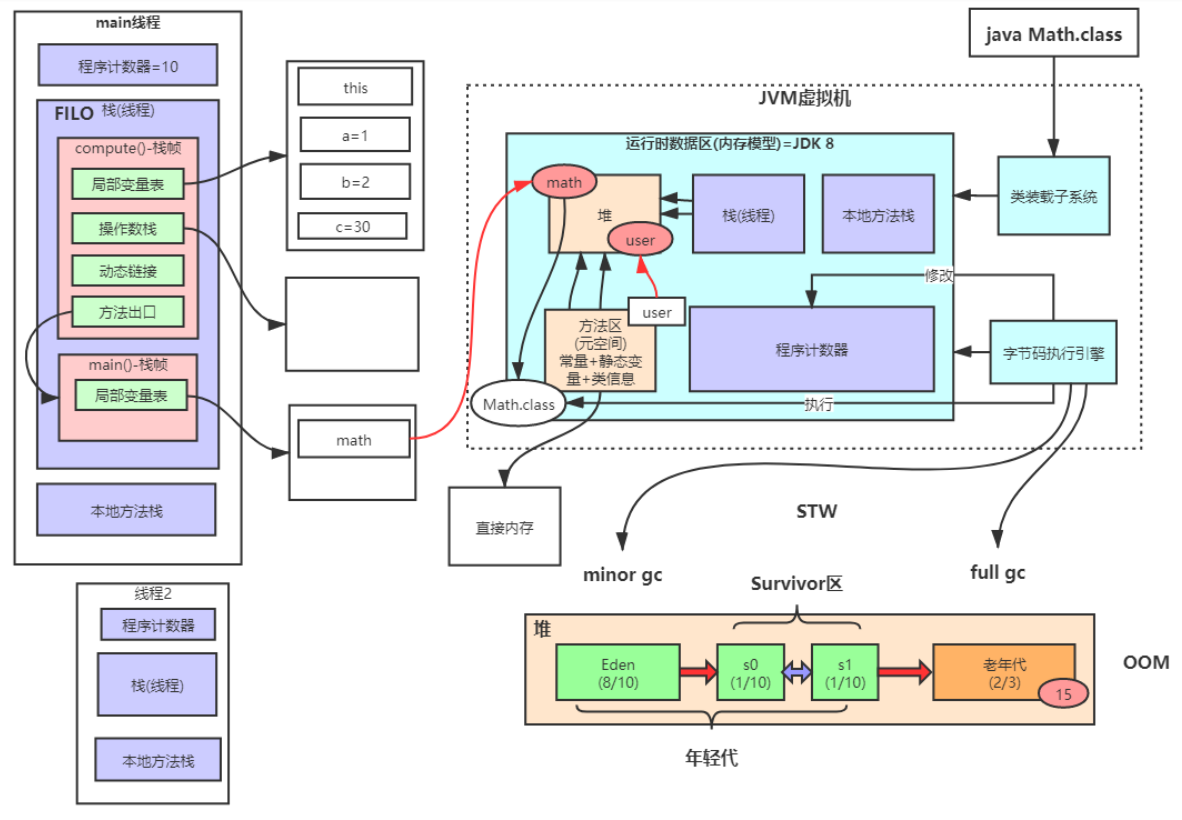 main线程
程序计数器=10
FILO 栈(线程)
compute()-栈帧
局部变量表
操作数栈
动态链接
方法出口
main()-栈帧
局部变量表
本地方法栈
this
a=1
b=2
c=30
math
线程2
程序计数器
栈(线程)
本地方法栈
java Math.class
JVM虚拟机
运行时数据区(内存模型)=JDK 8
math
堆
user
栈(线程)
本地方法栈
类装载子系统
修改
user
方法区
(元空间)
常量+静态变
量+类信息
程序计数器
字节码执行引擎
Math.class
执行
直接内存
STW
minor gc
full gc
Survivor区
堆
Eden
(8/10)
s0
(1/10)
s1
(1/10)
老年代
(2/3)
15
OOM
年轻代